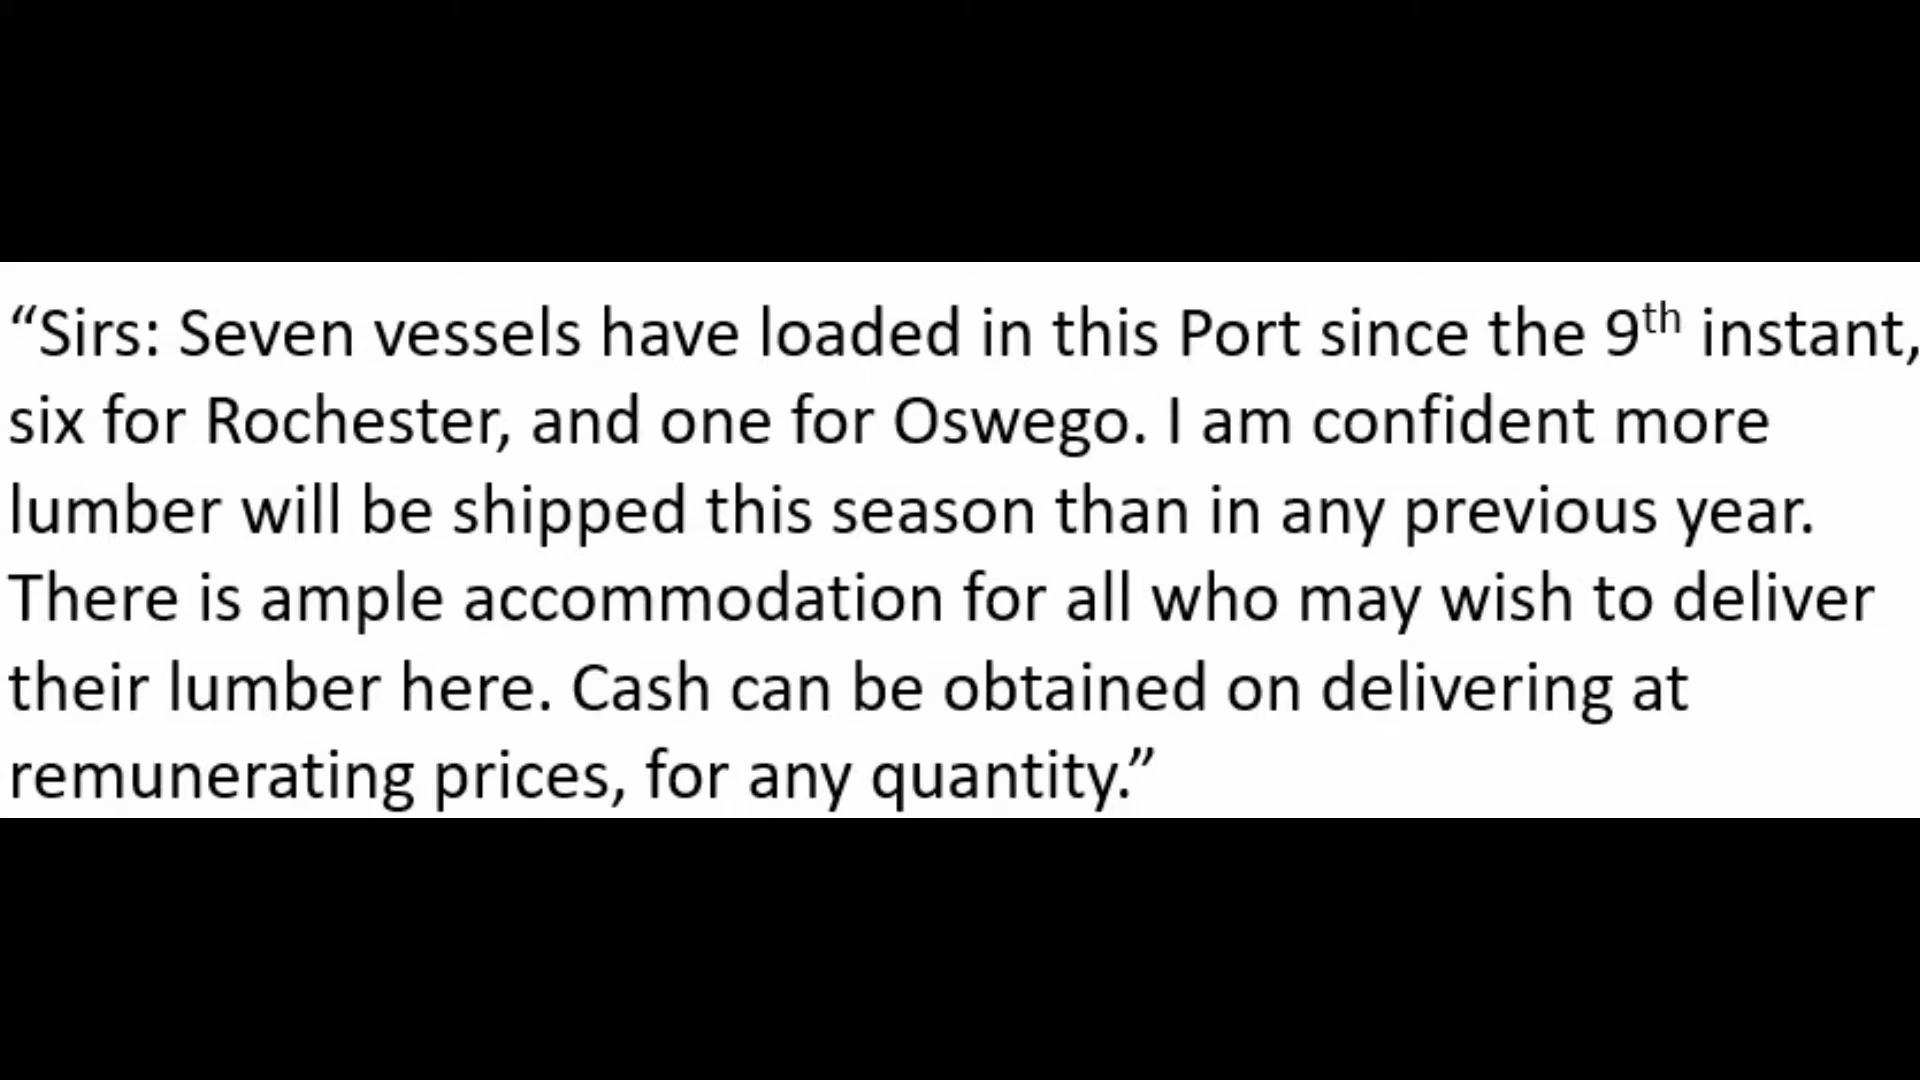 “Sirs: Seven vessels have loaded in this Port since the 9th instant,
six for Rochester, and one for Oswego. I am confident more
lumber will be shipped this season than in any previous year.
There is ample accommodation for all who may wish to deliver
their lumber here. Cash can be obtained on delivering at
remunerating prices, for any quantity.”